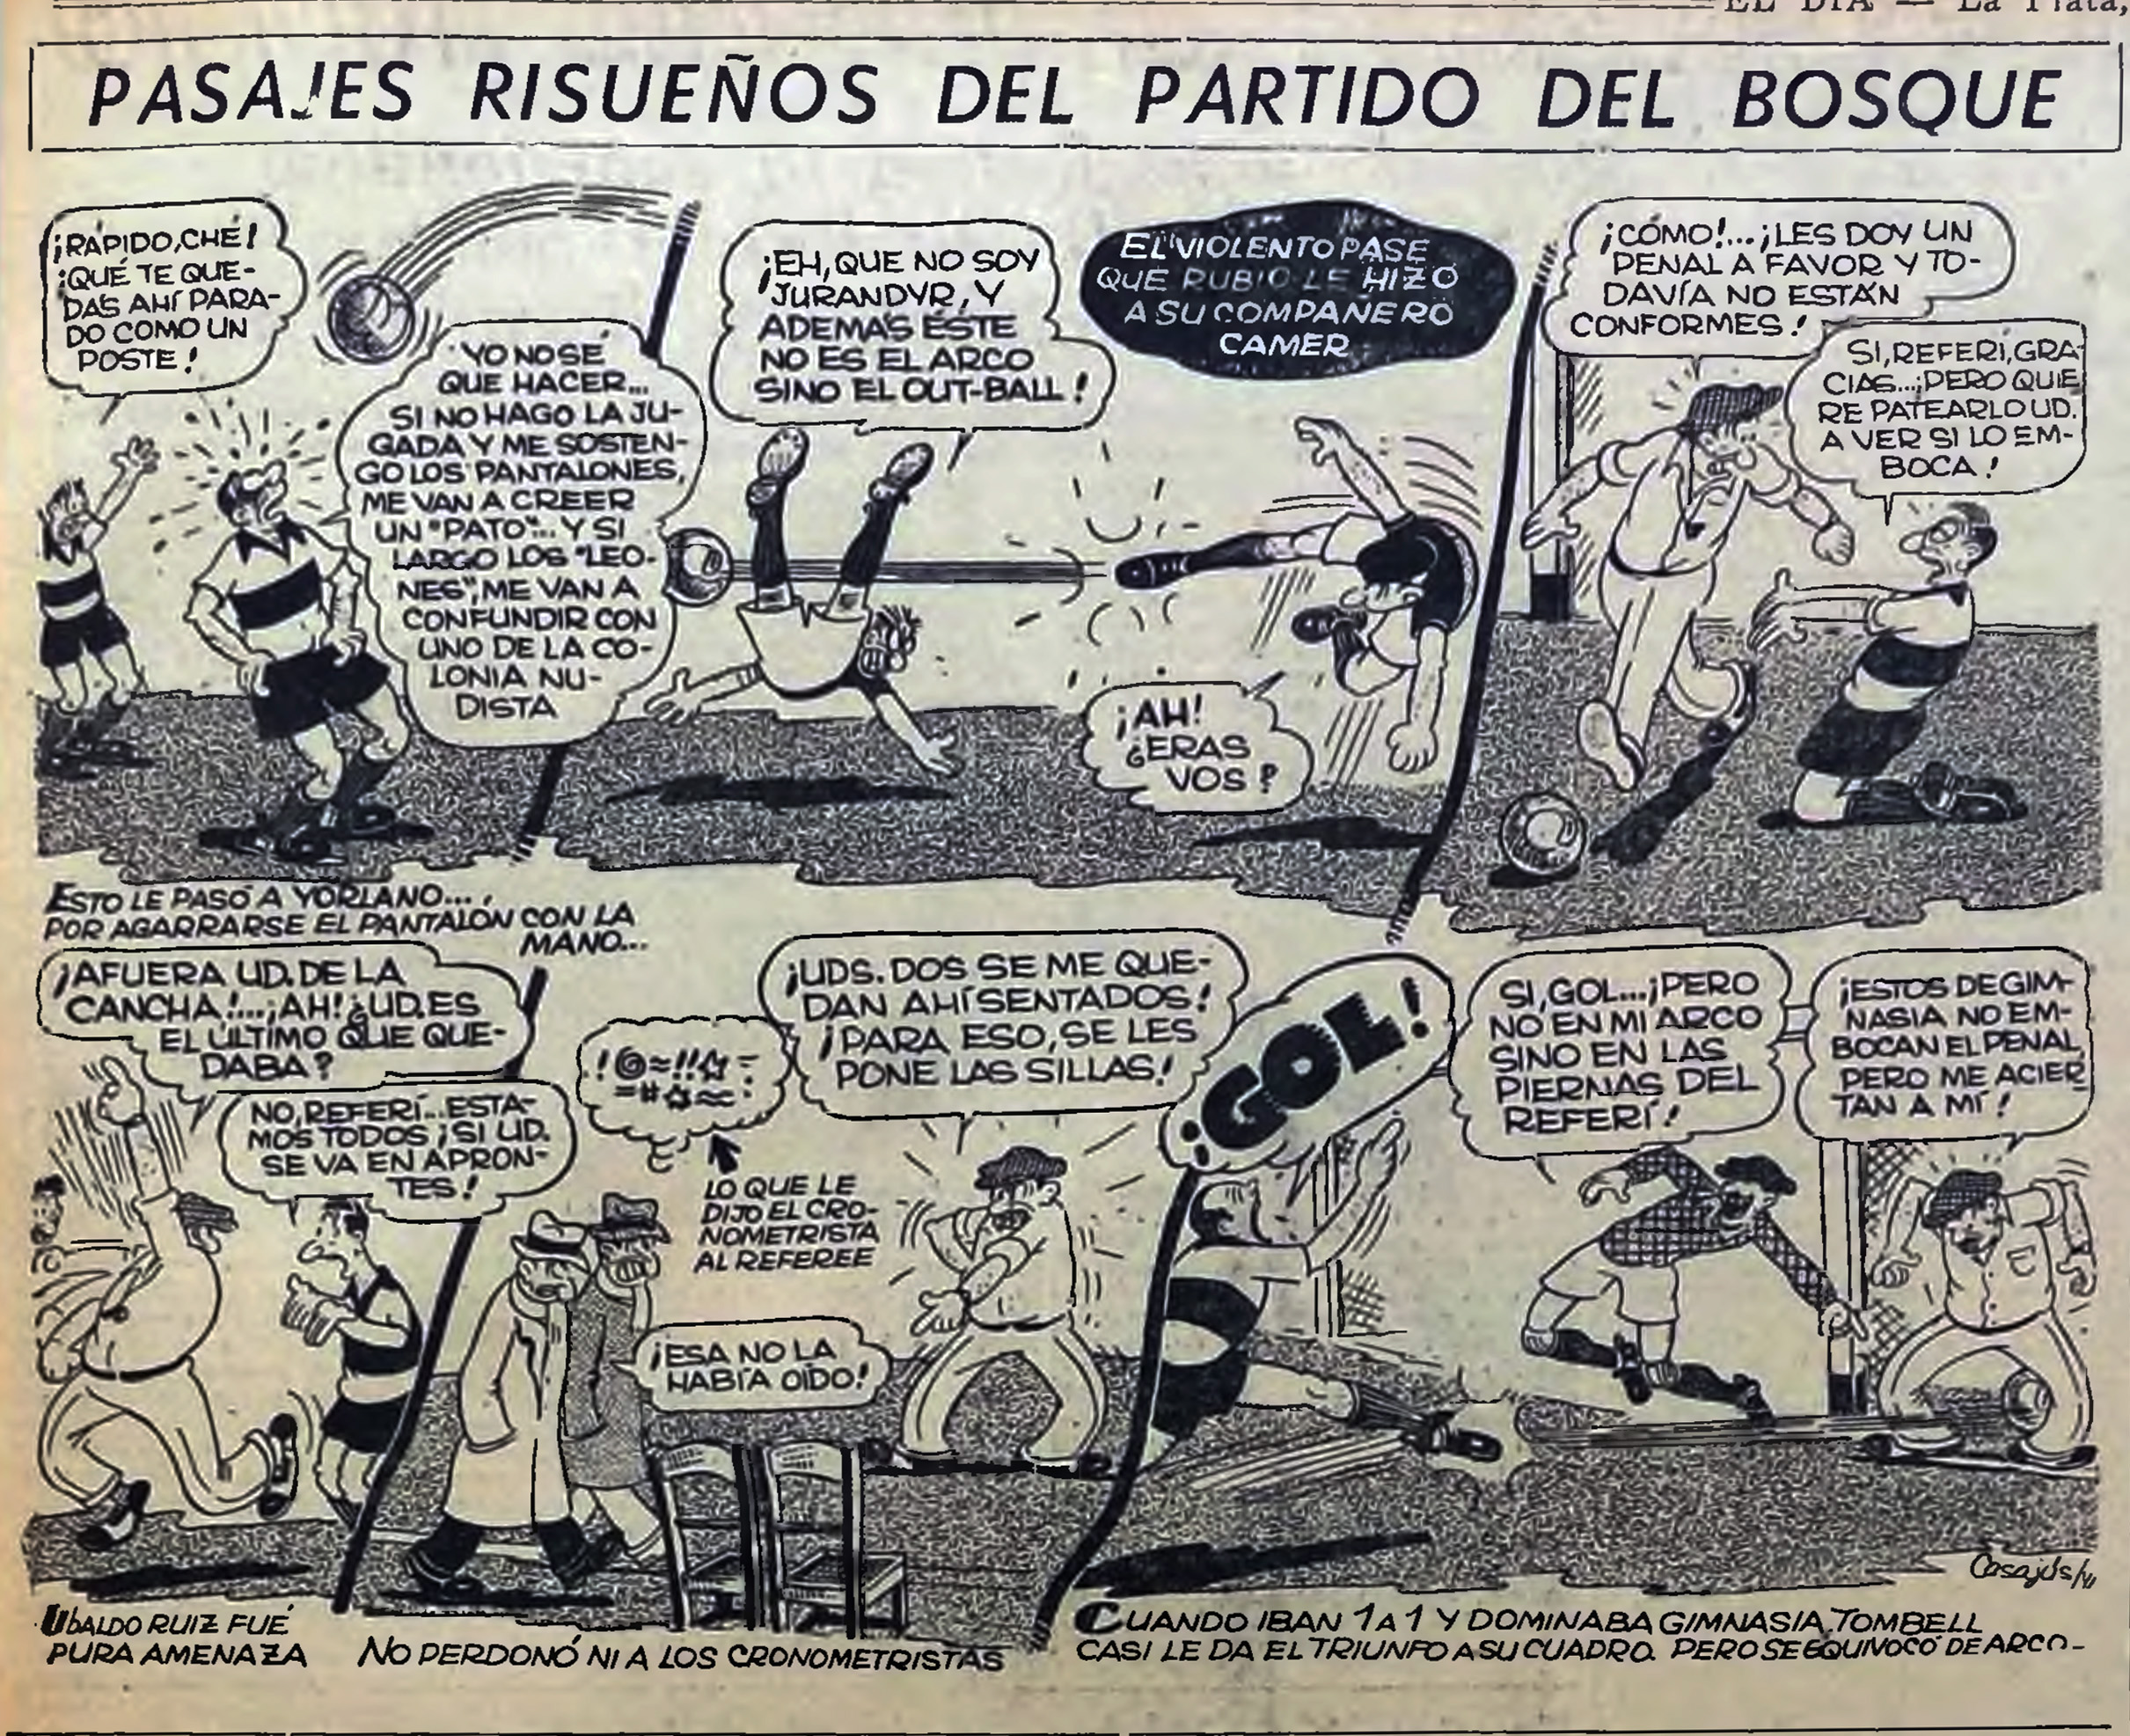 EL DIA — La Plata,
PASAJES RISUEÑOS DEL PARTIDO DEL BOSQUE
¡RÁPIDO, CHÉ!
¡QUÉ TE QUE-
DAS AHÍ PARA-
DO COMO UN
POSTE!
YO NO SÉ
QUE HACER...
SI NO HAGO LA JU-
GADA Y ME SOSTEN-
GO LOS PANTALONES,
ME VAN A CREER
UN "PATO"... Y SI
LARGO LOS "LEO-
NES", ME VAN A
CONFUNDIR CON
UNO DE LA CO-
LONIA NU-
DISTA
ESTO LE PASÓ A YORLANO...,
POR AGARRARSE EL PANTALÓN CON LA
MANO...
¡EH, QUE NO SOY
JURANDYR, Y
ADEMÁS ÉSTE
NO ES EL ARCO
SINO EL OUT-BALL!
EL VIOLENTO PASE
QUE RUBIO LE HIZO
A SU COMPAÑERO
CAMER
¡AH!
¿ERAS
VOS?
¡CÓMO!...¡LES DOY UN
PENAL A FAVOR Y TO-
DAVÍA NO ESTÁN
CONFORMES!
SI, REFERÍ, GRA-
CIAS...¡PERO QUIE
RE PATEARLO UD.
A VER SI LO EM-
BOCA!
¡AFUERA UD. DE LA
CANCHA!...¡AH! ¿UD. ES
EL ÚLTIMO QUE QUE-
DABA?
NO, REFERÍ...ESTA-
MOS TODOS ¡SI UD.
SE VA EN APRON-
TES!
UBALDO RUIZ FUÉ
PURA AMENAZA
¡UDS. DOS SE ME QUE-
DAN AHÍ SENTADOS!
¡PARA ESO, SE LES
PONE LAS SILLAS!
LO QUE LE
DIJO EL CRO-
NOMETRISTA
AL REFEREE
¡ESA NO LA
HABÍA OÍDO!
NO PERDONÓ NI A LOS CRONOMETRISTAS
¡GOL!
SI, GOL...¡PERO
NO EN MI ARCO
SINO EN LAS
PIERNAS DEL
REFERÍ!
¡ESTOS DE GIM-
NASIA NO EM-
BOCAN EL PENAL,
PERO ME ACIER
TAN A MÍ!
Casajús/41
CUANDO IBAN 1 A 1 Y DOMINABA GIMNASIA, TOMBELL
CASI LE DA EL TRIUNFO A SU CUADRO. PERO SE EQUIVOCÓ DE ARCO-